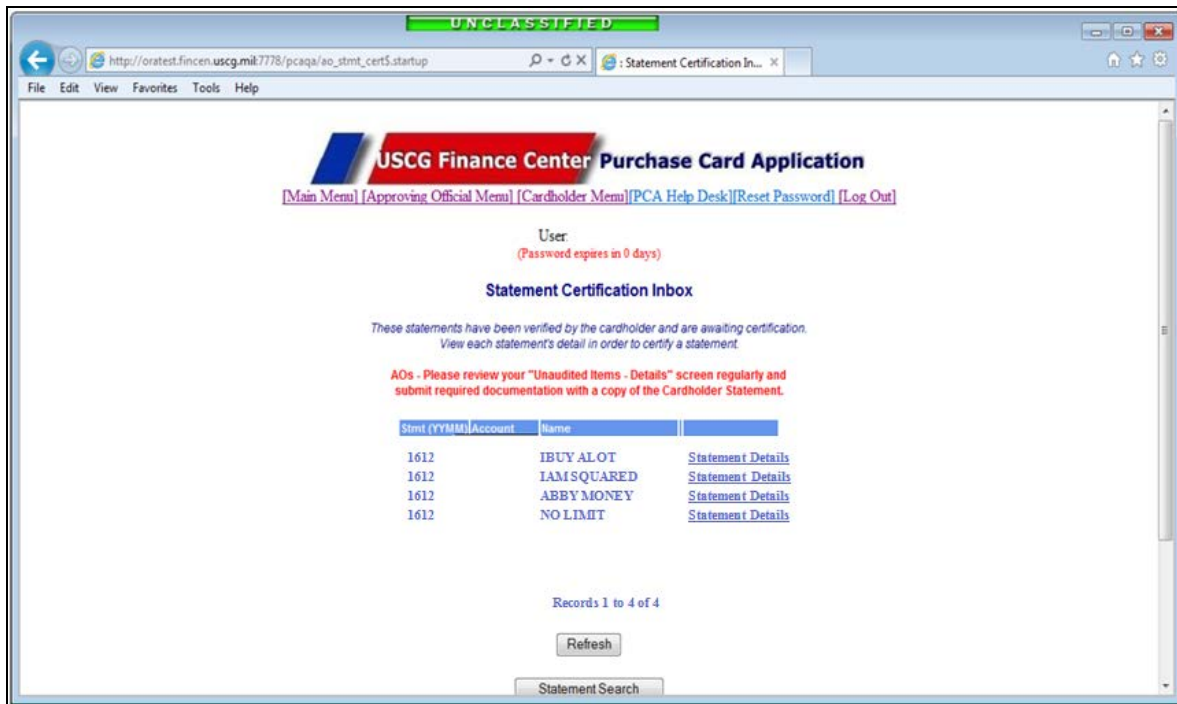 UNCLASSIFIED
http://oratest.fincen.uscg.mil:7778/pcaqa/ao_stmt_cert$.startup
: Statement Certification In...
File Edit View Favorites Tools Help
USCG Finance Center Purchase Card Application
[Main Menu] [Approving Official Menu] [Cardholder Menu][PCA Help Desk][Reset Password] [Log Out]
User:
(Password expires in 0 days)
Statement Certification Inbox
These statements have been verified by the cardholder and are awaiting certification.
View each statement's detail in order to certify a statement.
AOs - Please review your "Unaudited Items - Details" screen regularly and
submit required documentation with a copy of the Cardholder Statement.
Stmt (YYMM) Account Name
1612 IBUY ALOT Statement Details
1612 IAM SQUARED Statement Details
1612 ABBY MONEY Statement Details
1612 NO LIMIT Statement Details
Records 1 to 4 of 4
Refresh
Statement Search